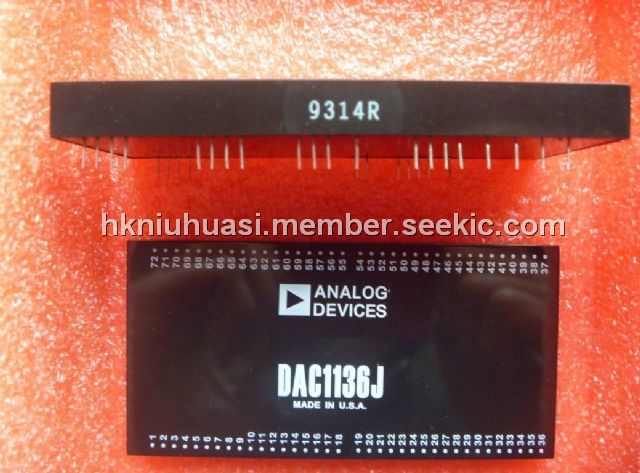 9314R
hkniuhuasi.member.seekic.com
72 71 70 69 68 67 66 65 64 63 62 61 60 59 58 57 56 55 54 53 52 51 50 49 48 47 46 45 44 43 42 41 40 39 38 37
ANALOG
DEVICES
DAC1136J
MADE IN U.S.A.
1 2 3 4 5 6 7 8 9 10 11 12 13 14 15 16 17 18 19 20 21 22 23 24 25 26 27 28 29 30 31 32 33 34 35 36